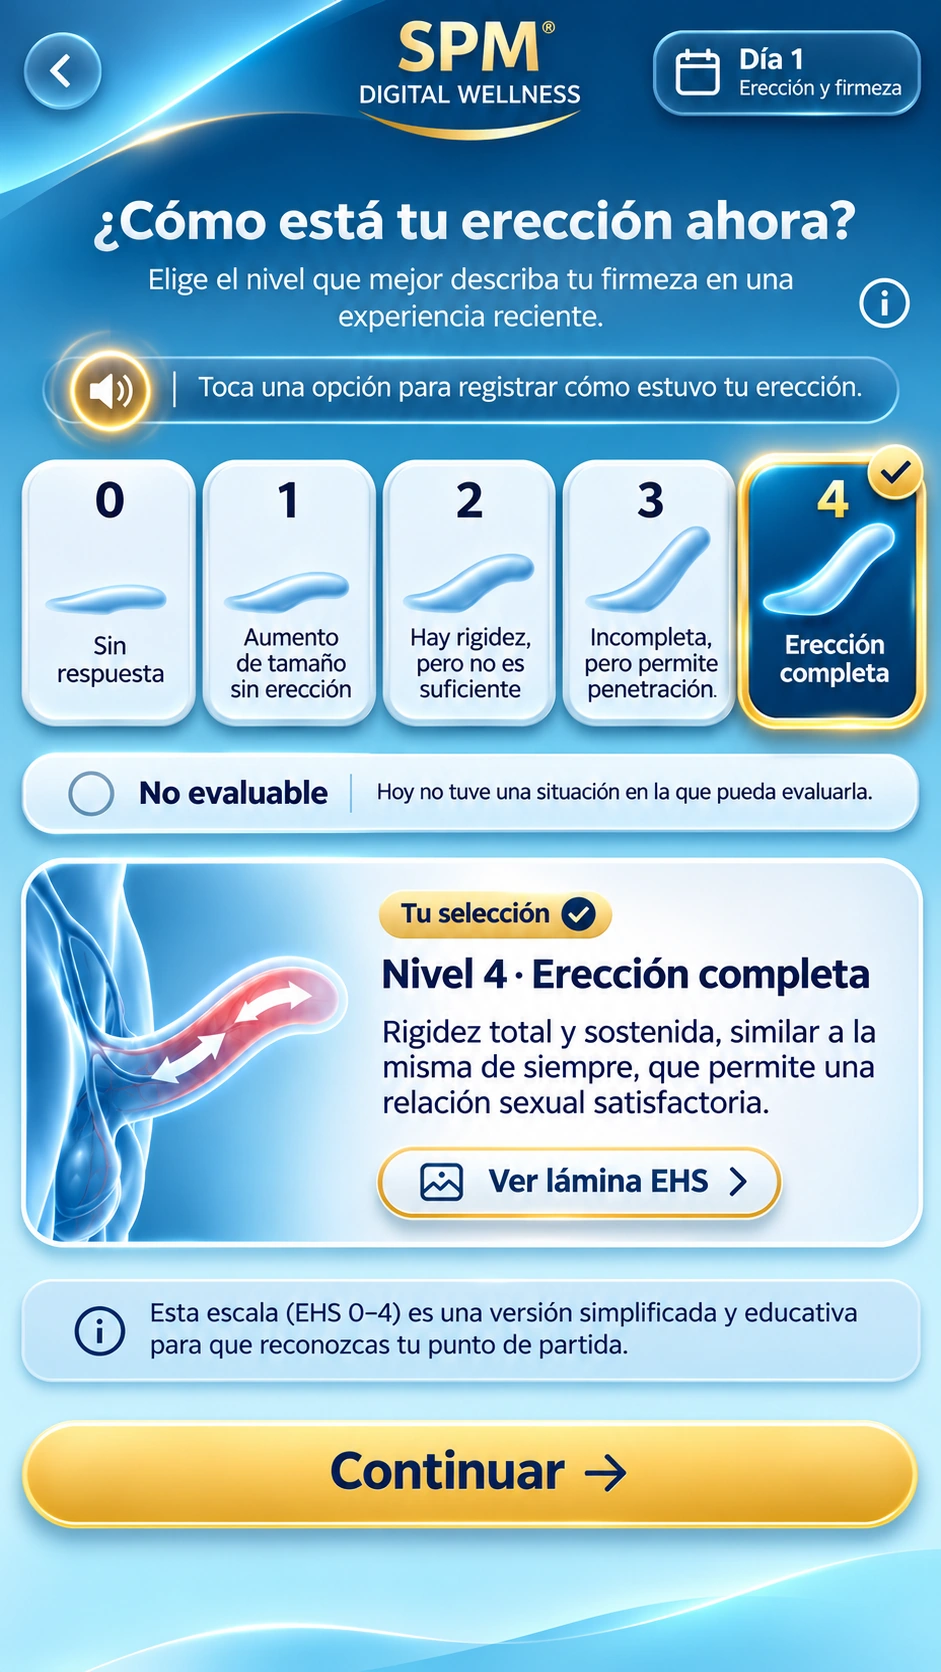 SPM®
DIGITAL WELLNESS
Día 1
Erección y firmeza
¿Cómo está tu erección ahora?
Elige el nivel que mejor describa tu firmeza en una
experiencia reciente.
Toca una opción para registrar cómo estuvo tu erección.
0
Sin
respuesta
1
Aumento
de tamaño
sin erección
2
Hay rigidez,
pero no es
suficiente
3
Incompleta,
pero permite
penetración.
4
Erección
completa
No evaluable
Hoy no tuve una situación en la que pueda evaluarla.
Tu selección
Nivel 4 · Erección completa
Rigidez total y sostenida, similar a la
misma de siempre, que permite una
relación sexual satisfactoria.
Ver lámina EHS
Esta escala (EHS 0–4) es una versión simplificada y educativa
para que reconozcas tu punto de partida.
Continuar